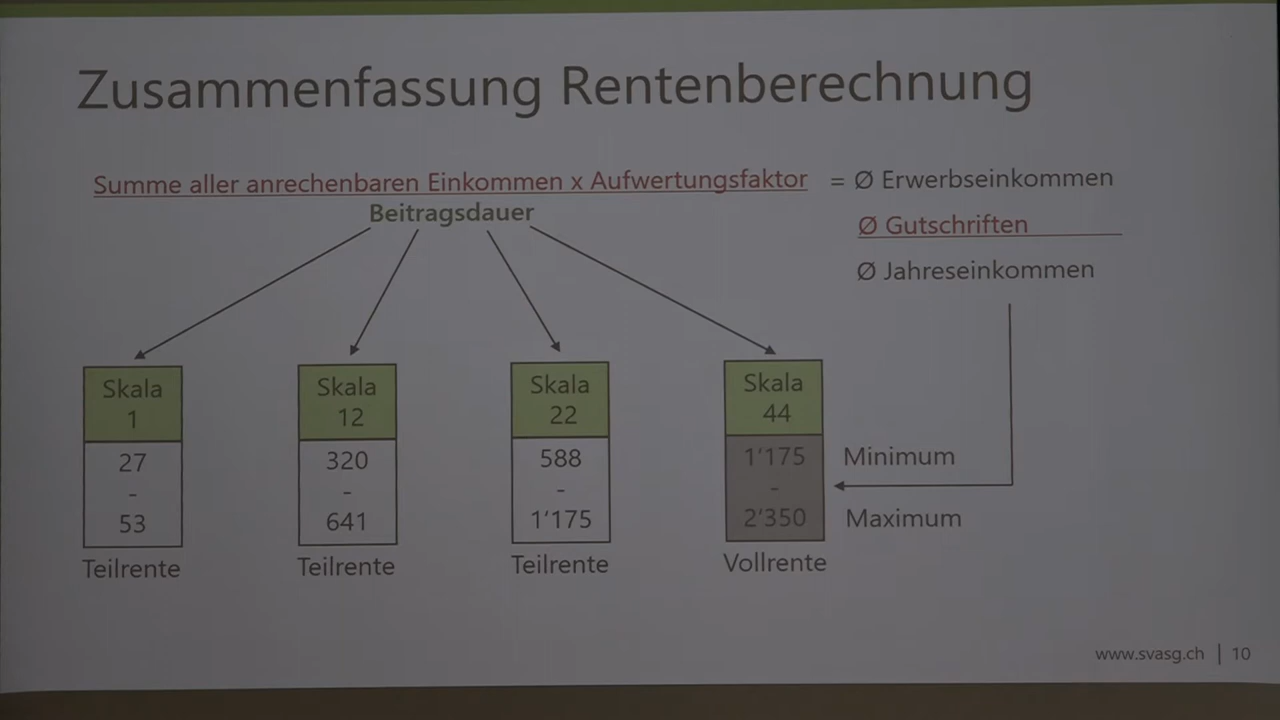 Zusammenfassung Rentenberechnung
Summe aller anrechenbaren Einkommen x Aufwertungsfaktor = Ø Erwerbseinkommen
Beitragsdauer
Ø Gutschriften
Ø Jahreseinkommen
Skala
1
27
-
53
Teilrente
Skala
12
320
-
641
Teilrente
Skala
22
588
-
1'175
Teilrente
Skala
44
1'175
-
2'350
Vollrente
Minimum
Maximum
www.svasg.ch | 10